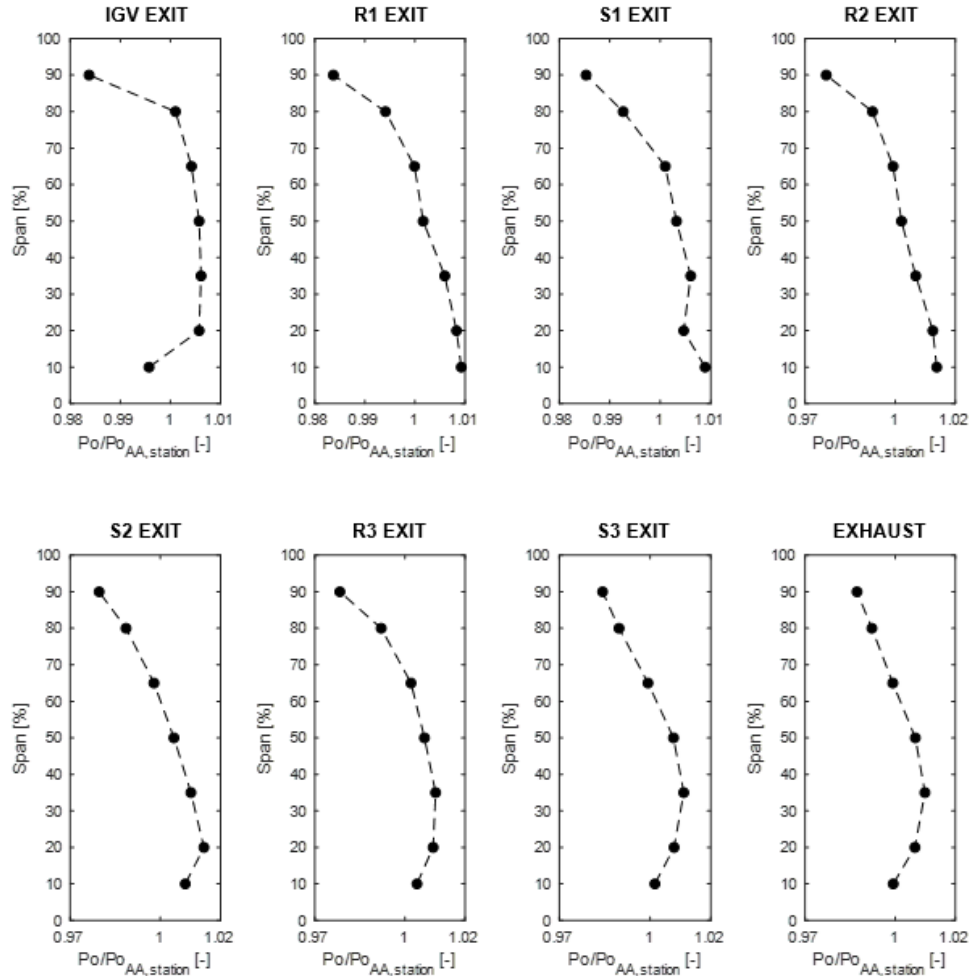 IGV EXIT
100
90
80
70
60
50
40
30
20
10
0
Span [%]
0.98 0.99 1 1.01
Po/Po_AA,station [-]
R1 EXIT
100
90
80
70
60
50
40
30
20
10
0
Span [%]
0.98 0.99 1 1.01
Po/Po_AA,station [-]
S1 EXIT
100
90
80
70
60
50
40
30
20
10
0
Span [%]
0.98 0.99 1 1.01
Po/Po_AA,station [-]
R2 EXIT
100
90
80
70
60
50
40
30
20
10
0
Span [%]
0.97 1 1.02
Po/Po_AA,station [-]
S2 EXIT
100
90
80
70
60
50
40
30
20
10
0
Span [%]
0.97 1 1.02
Po/Po_AA,station [-]
R3 EXIT
100
90
80
70
60
50
40
30
20
10
0
Span [%]
0.97 1 1.02
Po/Po_AA,station [-]
S3 EXIT
100
90
80
70
60
50
40
30
20
10
0
Span [%]
0.97 1 1.02
Po/Po_AA,station [-]
EXHAUST
100
90
80
70
60
50
40
30
20
10
0
Span [%]
0.97 1 1.02
Po/Po_AA,station [-]